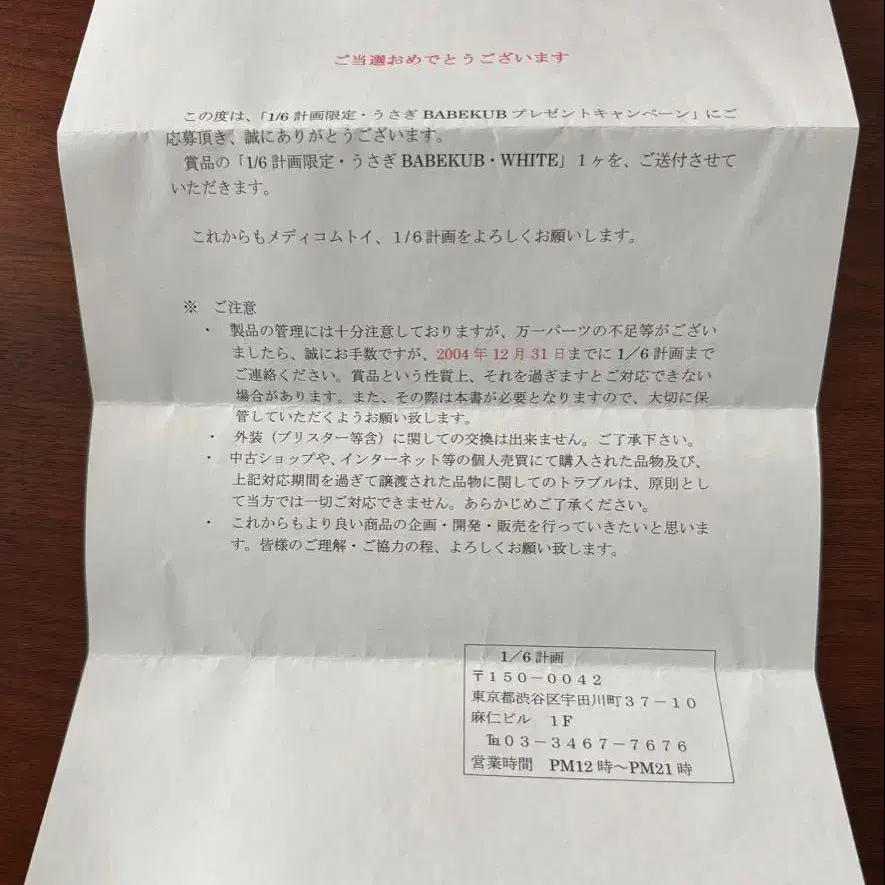 ご当選おめでとうございます
この度は、「1/6計画限定・うさぎ BABEKUB プレゼントキャンペーン」にご
応募頂き、誠にありがとうございます。
賞品の「1/6計画限定・うさぎ BABEKUB・WHITE」１ヶを、ご送付させて
いただきます。
これからもメディコムトイ、1/6計画をよろしくお願いします。
※　ご注意
・　製品の管理には十分注意しておりますが、万一パーツの不足等がござい
ましたら、誠にお手数ですが、2004年12月31日までに1／6計画まで
ご連絡ください。賞品という性質上、それを過ぎますとご対応できない
場合があります。また、その際は本書が必要となりますので、大切に保
管していただくようお願い致します。
・　外装（ブリスター等含）に関しての交換は出来ません。ご了承下さい。
・　中古ショップや、インターネット等の個人売買にて購入された品物及び、
上記対応期間を過ぎて譲渡された品物に関してのトラブルは、原則とし
て当方では一切ご対応できません。あらかじめご了承ください。
・　これからもより良い商品の企画・開発・販売を行っていきたいと思いま
す。皆様のご理解・ご協力の程、よろしくお願い致します。
1／6計画
〒１５０－００４２
東京都渋谷区宇田川町３７－１０
麻仁ビル　１F
℡０３－３４６７－７６７６
営業時間　PM12時～PM21時